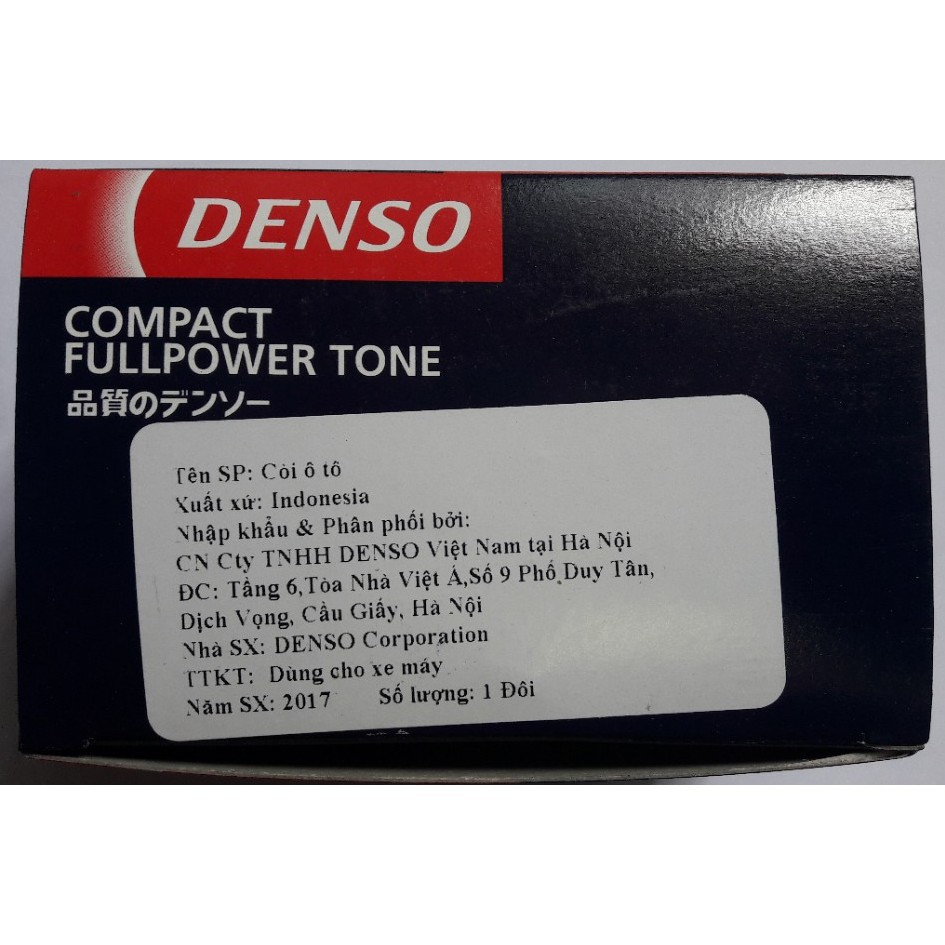 DENSO
COMPACT
FULLPOWER TONE
品質のデンソー
Tên SP: Còi ô tô
Xuất xứ: Indonesia
Nhập khẩu & Phân phối bởi:
CN Cty TNHH DENSO Việt Nam tại Hà Nội
ĐC: Tầng 6,Tòa Nhà Việt Á,Số 9 Phố Duy Tân,
Dịch Vọng, Cầu Giấy, Hà Nội
Nhà SX: DENSO Corporation
TTKT: Dùng cho xe máy
Năm SX: 2017 Số lượng: 1 Đôi